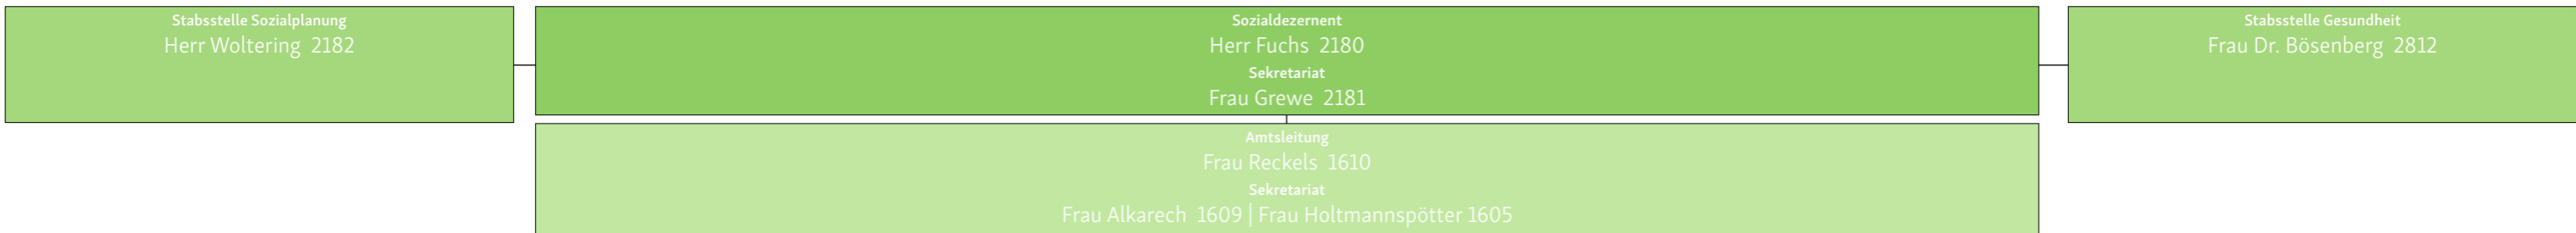 Stabsstelle Sozialplanung
Herr Woltering 2182
Sozialdezernent
Herr Fuchs 2180
Sekretariat
Frau Grewe 2181
Stabsstelle Gesundheit
Frau Dr. Bösenberg 2812
Amtsleitung
Frau Reckels 1610
Sekretariat
Frau Alkarech 1609 | Frau Holtmannspötter 1605